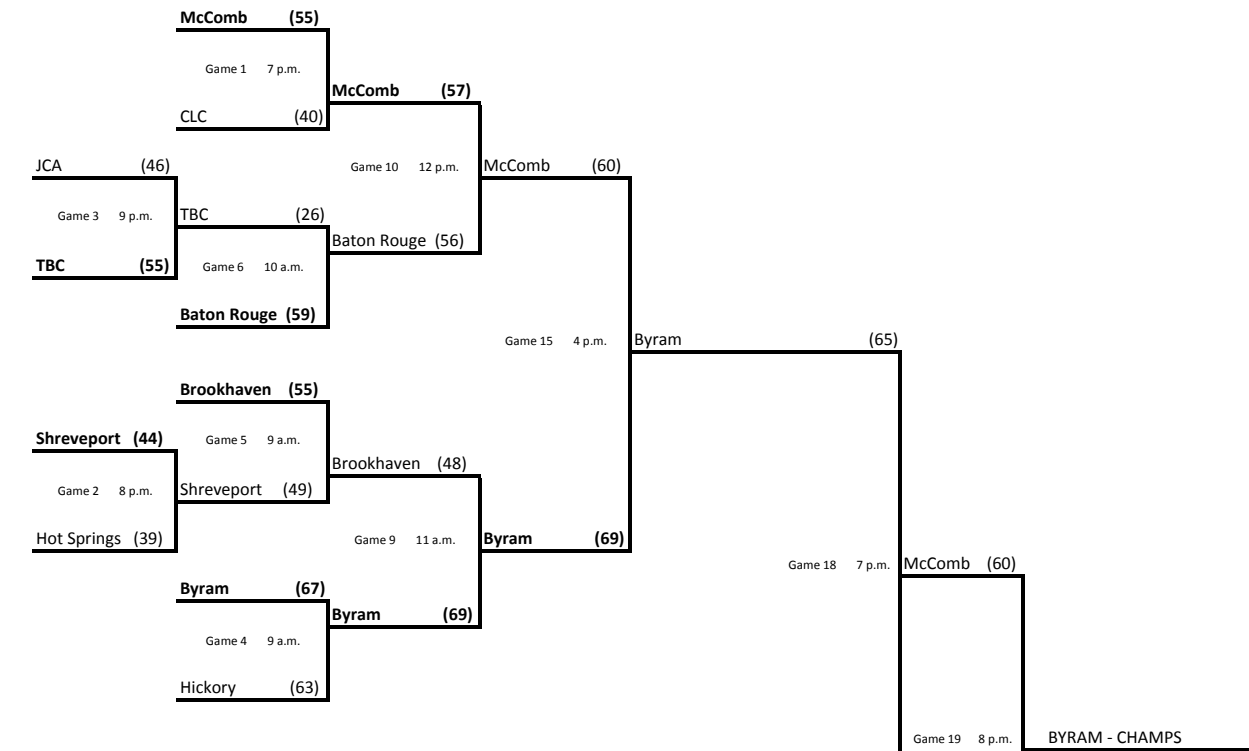 McComb (55)
Game 1 7 p.m.
McComb (57)
CLC (40)
JCA (46)
Game 10 12 p.m.
McComb (60)
Game 3 9 p.m.
TBC (26)
Baton Rouge (56)
TBC (55)
Game 6 10 a.m.
Baton Rouge (59)
Game 15 4 p.m.
Byram (65)
Brookhaven (55)
Shreveport (44)
Game 5 9 a.m.
Brookhaven (48)
Game 2 8 p.m.
Shreveport (49)
Hot Springs (39)
Game 9 11 a.m.
Byram (69)
Game 18 7 p.m.
McComb (60)
Byram (67)
Byram (69)
Game 4 9 a.m.
Hickory (63)
Game 19 8 p.m.
BYRAM - CHAMPS